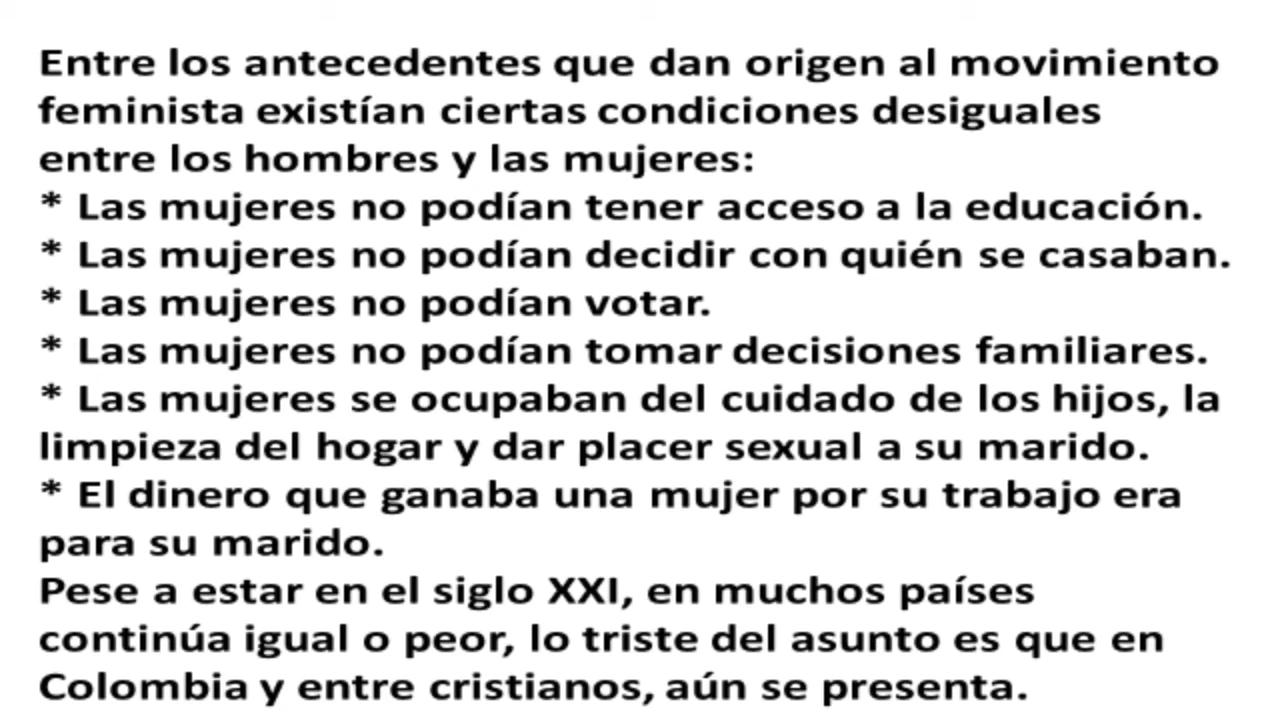 Entre los antecedentes que dan origen al movimiento
feminista existían ciertas condiciones desiguales
entre los hombres y las mujeres:
* Las mujeres no podían tener acceso a la educación.
* Las mujeres no podían decidir con quién se casaban.
* Las mujeres no podían votar.
* Las mujeres no podían tomar decisiones familiares.
* Las mujeres se ocupaban del cuidado de los hijos, la
limpieza del hogar y dar placer sexual a su marido.
* El dinero que ganaba una mujer por su trabajo era
para su marido.
Pese a estar en el siglo XXI, en muchos países
continúa igual o peor, lo triste del asunto es que en
Colombia y entre cristianos, aún se presenta.